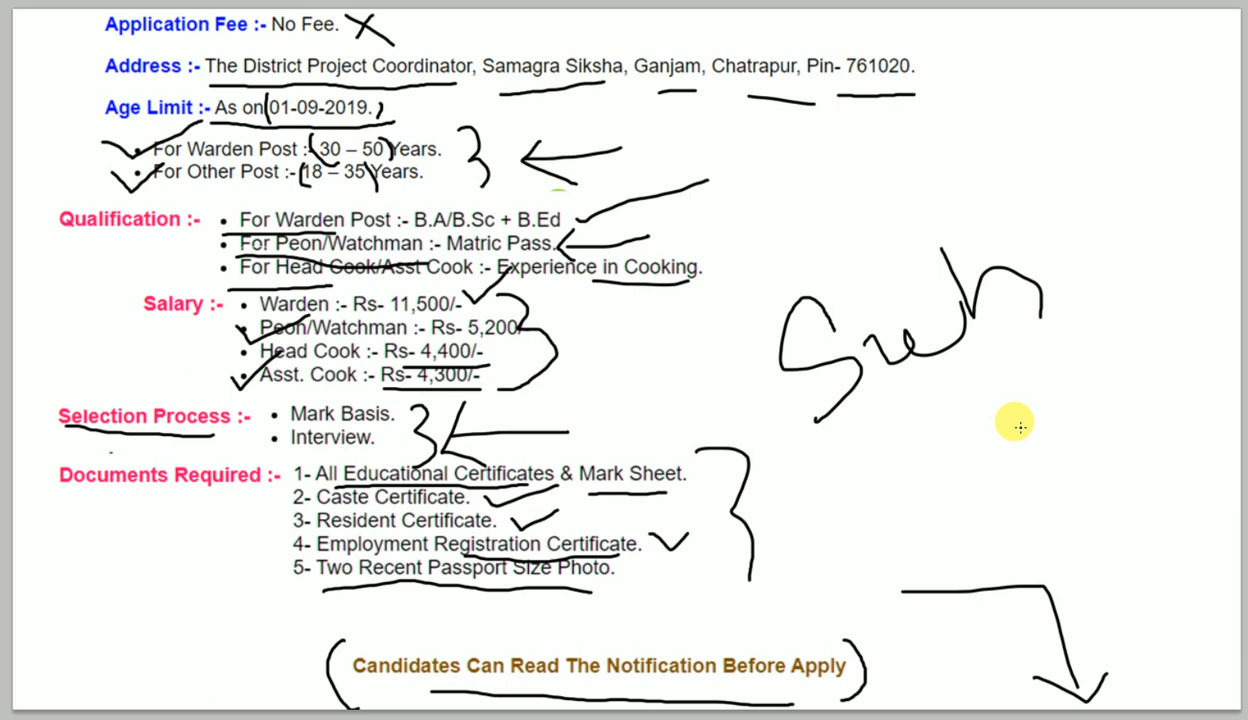 Application Fee :- No Fee.
Address :- The District Project Coordinator, Samagra Siksha, Ganjam, Chatrapur, Pin- 761020.
Age Limit :- As on 01-09-2019.
• For Warden Post :- 30 – 50 Years.
• For Other Post :- 18 – 35 Years.
Qualification :- • For Warden Post :- B.A/B.Sc + B.Ed
• For Peon/Watchman :- Matric Pass.
• For Head Cook/Asst Cook :- Experience in Cooking.
Salary :- • Warden :- Rs- 11,500/-
• Peon/Watchman :- Rs- 5,200/-
• Head Cook :- Rs- 4,400/-
• Asst. Cook :- Rs- 4,300/-
Selection Process :- • Mark Basis.
• Interview.
Documents Required :- 1- All Educational Certificates & Mark Sheet.
2- Caste Certificate.
3- Resident Certificate.
4- Employment Registration Certificate.
5- Two Recent Passport Size Photo.
Candidates Can Read The Notification Before Apply